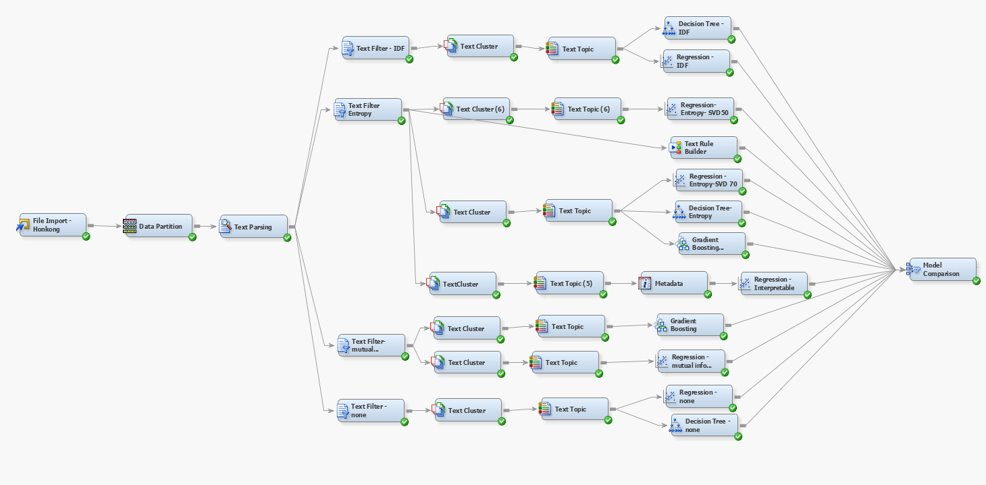 File Import -
Honkong
Data Partition
Text Parsing
Text Filter - IDF
Text Cluster
Text Topic
Decision Tree -
IDF
Regression -
IDF
Text Filter
Entropy
Text Cluster (6)
Text Topic (6)
Regression-
Entropy- SVD50
Text Rule
Builder
Text Cluster
Text Topic
Regression -
Entropy-SVD 70
Decision Tree-
Entropy
Gradient
Boosting...
TextCluster
Text Topic (5)
Metadata
Regression -
Interpretable
Text Filter-
mutual...
Text Cluster
Text Topic
Gradient
Boosting
Text Cluster
Text Topic
Regression -
mutual info...
Text Filter -
none
Text Cluster
Text Topic
Regression -
none
Decision Tree -
none
Model
Comparison